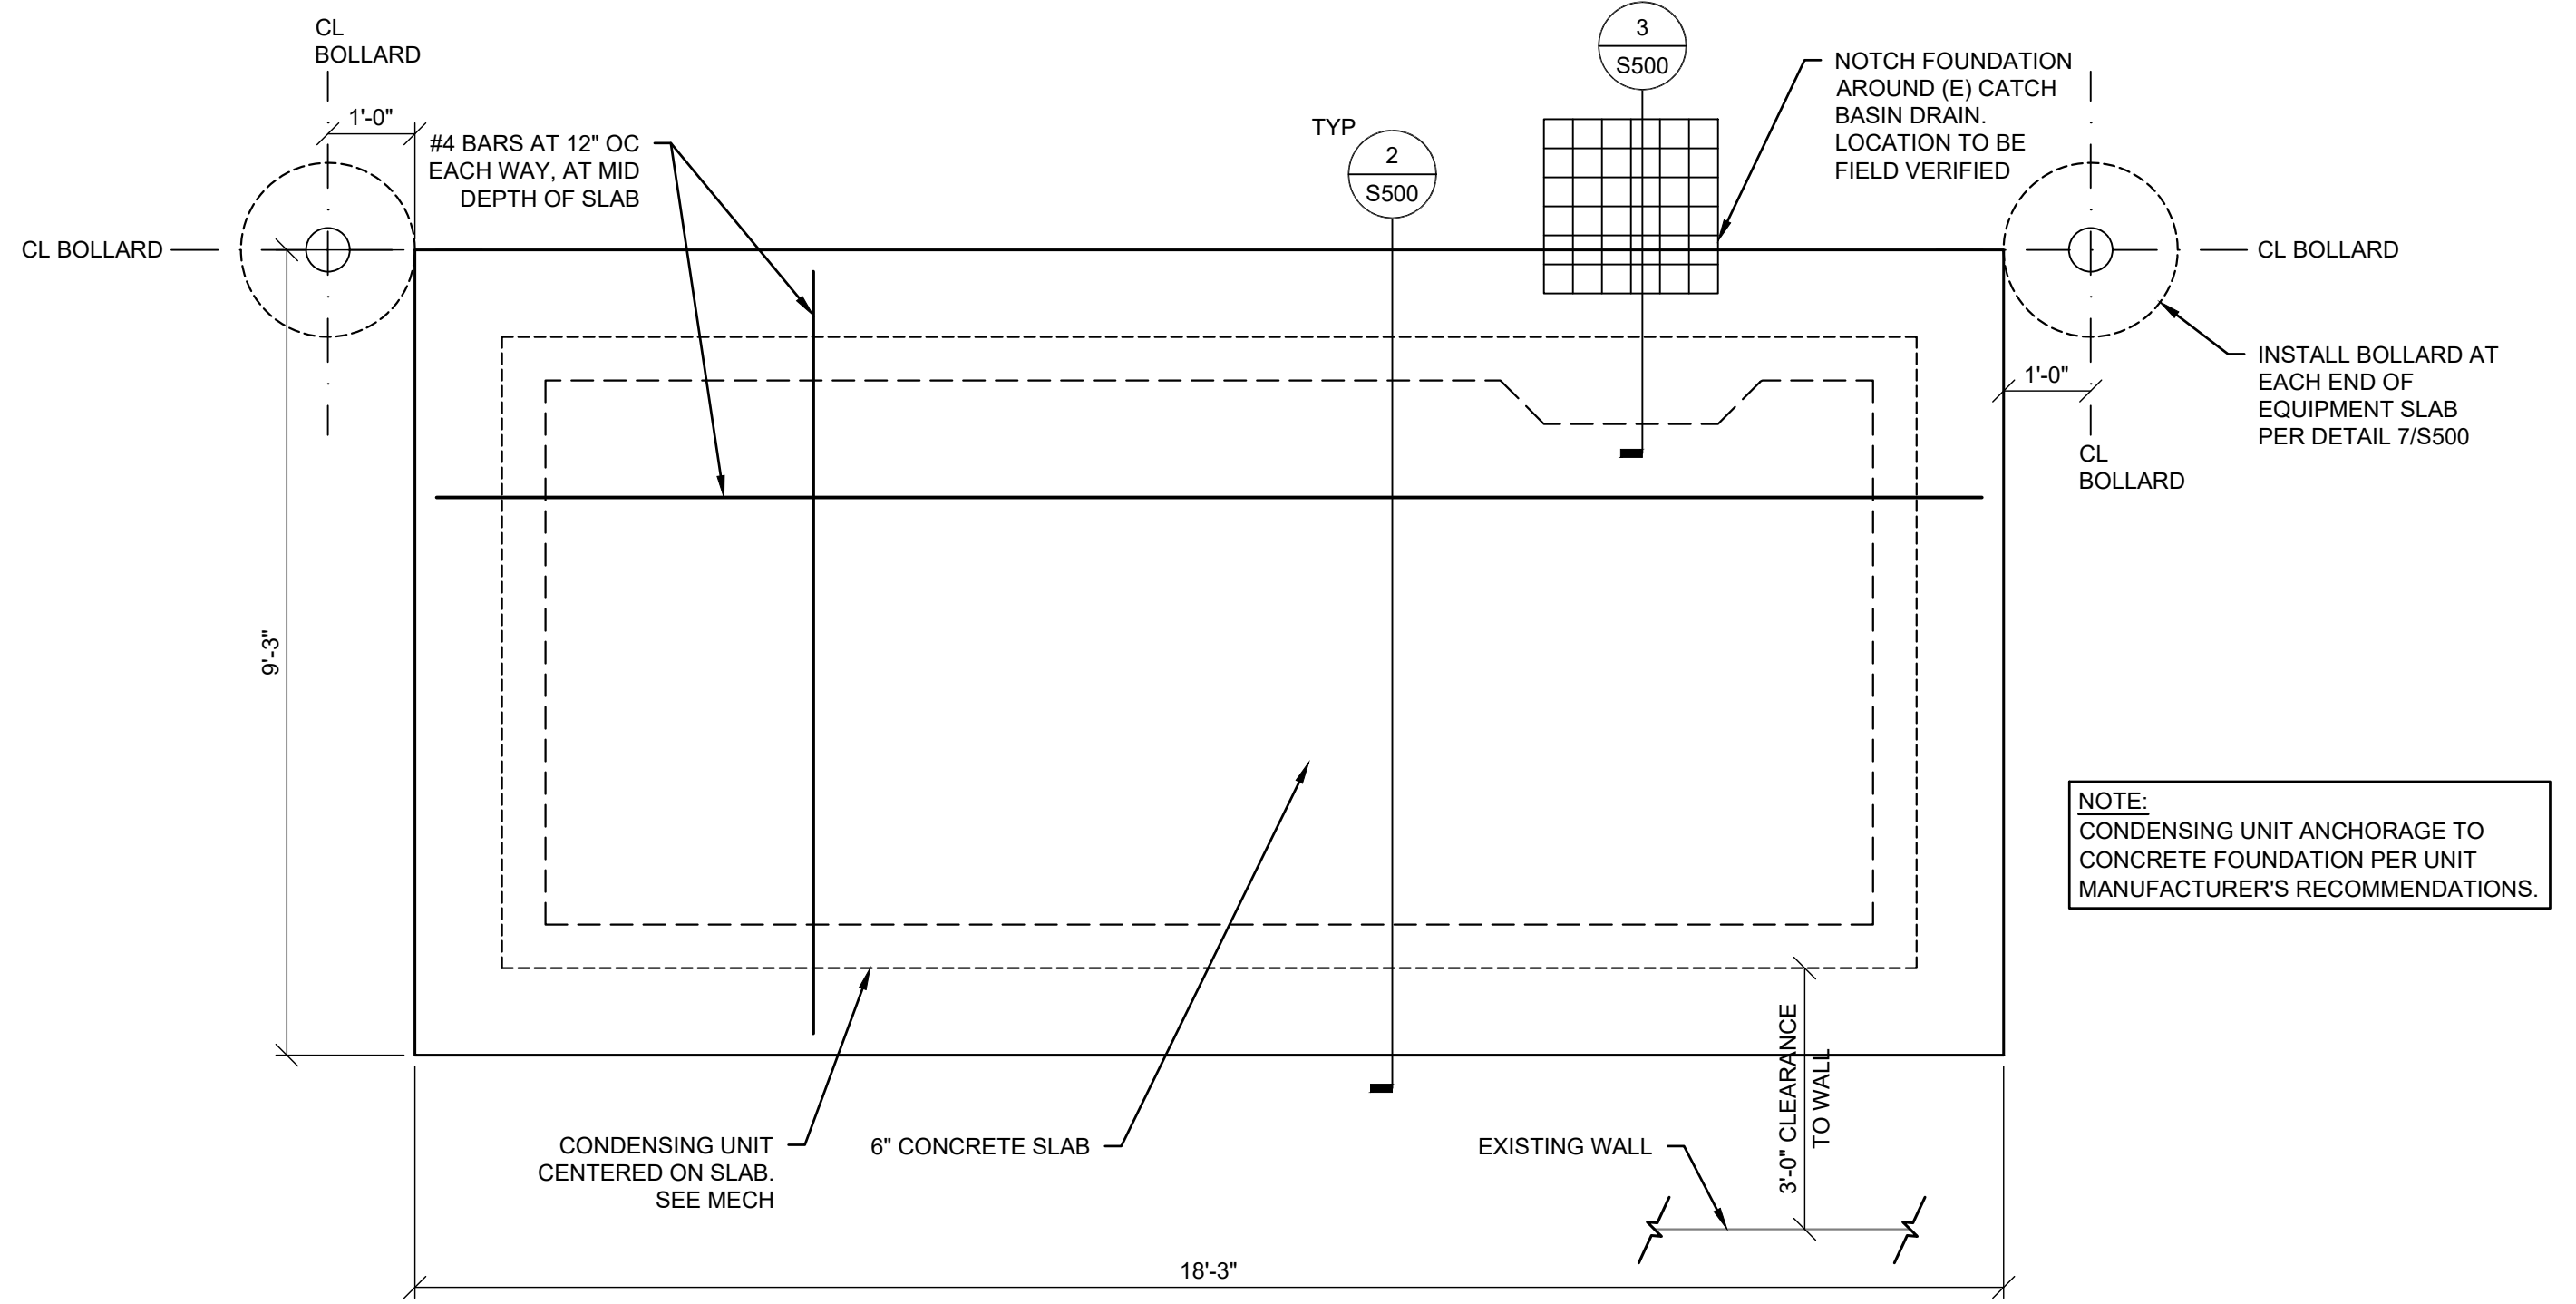 CL
BOLLARD
1'-0"
#4 BARS AT 12" OC
EACH WAY, AT MID
DEPTH OF SLAB
TYP
2
S500
3
S500
NOTCH FOUNDATION
AROUND (E) CATCH
BASIN DRAIN.
LOCATION TO BE
FIELD VERIFIED
CL BOLLARD
CL BOLLARD
INSTALL BOLLARD AT
EACH END OF
EQUIPMENT SLAB
PER DETAIL 7/S500
1'-0"
CL
BOLLARD
9'-3"
NOTE:
CONDENSING UNIT ANCHORAGE TO
CONCRETE FOUNDATION PER UNIT
MANUFACTURER'S RECOMMENDATIONS.
3'-0" CLEARANCE
TO WALL
CONDENSING UNIT
CENTERED ON SLAB.
SEE MECH
6" CONCRETE SLAB
EXISTING WALL
18'-3"